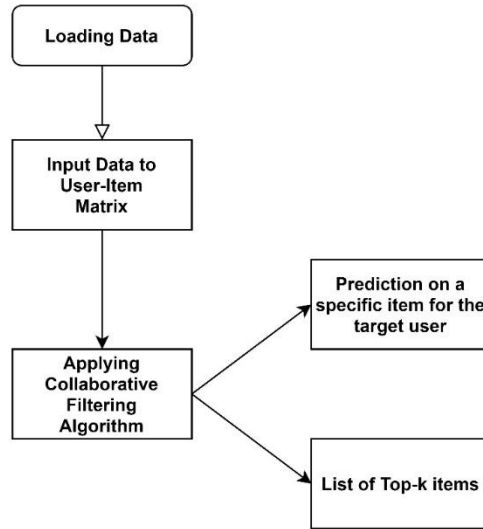 Loading Data
Input Data to
User-Item
Matrix
Applying
Collaborative
Filtering
Algorithm
Prediction on a
specific item for the
target user
List of Top-k items